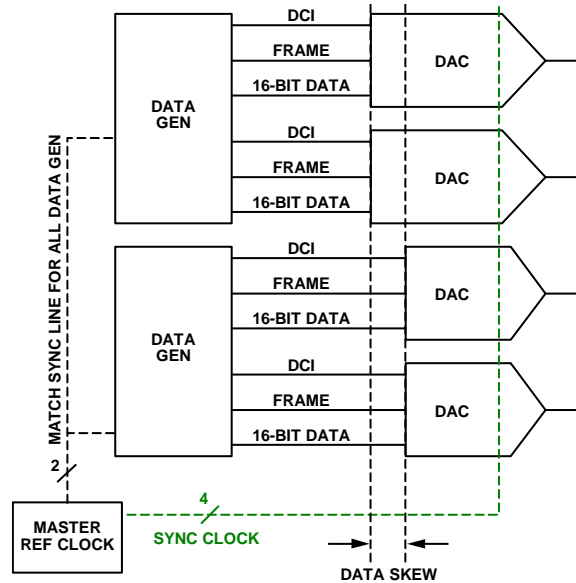 DCI
FRAME
16-BIT DATA
DATA
GEN
DAC
DCI
FRAME
16-BIT DATA
DAC
DCI
FRAME
16-BIT DATA
DATA
GEN
DAC
DCI
FRAME
16-BIT DATA
DAC
MATCH SYNC LINE FOR ALL DATA GEN
2
4
MASTER
REF CLOCK
SYNC CLOCK
DATA SKEW